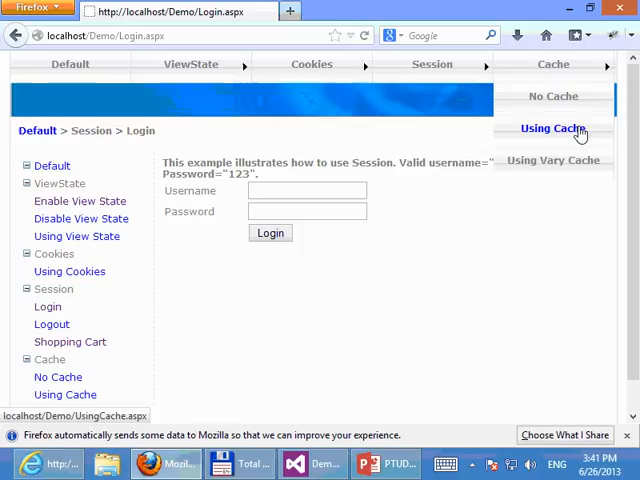 Firefox
http://localhost/Demo/Login.aspx
localhost/Demo/Login.aspx
Google
Default
ViewState
Cookies
Session
Cache
No Cache
Using Cache
Using Vary Cache
Default > Session > Login
This example illustrates how to use Session. Valid username="
Password="123".
Username
Password
Login
Default
ViewState
Enable View State
Disable View State
Using View State
Cookies
Using Cookies
Session
Login
Logout
Shopping Cart
Cache
No Cache
Using Cache
localhost/Demo/UsingCache.aspx
Firefox automatically sends some data to Mozilla so that we can improve your experience.
Choose What I Share
http:/...
Mozil...
Total ...
Dem...
PTUD...
ENG
3:41 PM
6/26/2013